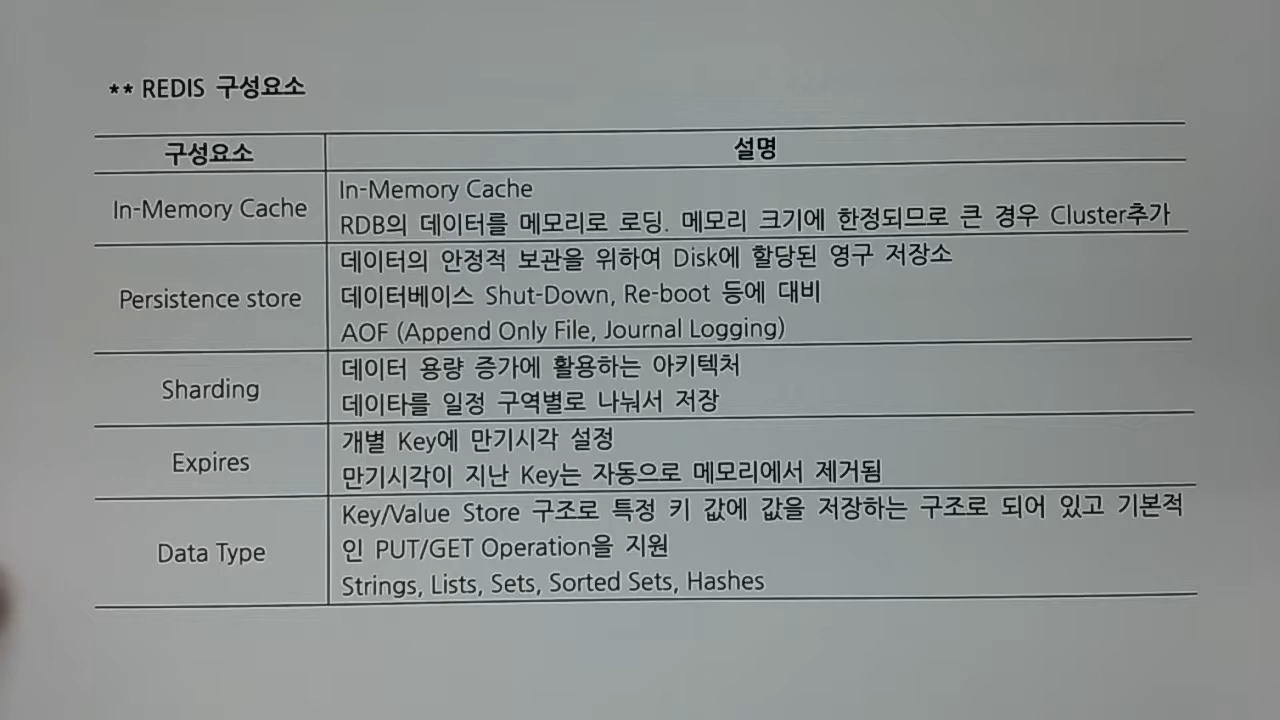 ** REDIS 구성요소
구성요소 설명
In-Memory Cache
In-Memory Cache
RDB의 데이터를 메모리로 로딩. 메모리 크기에 한정되므로 큰 경우 Cluster추가
Persistence store
데이터의 안정적 보관을 위하여 Disk에 할당된 영구 저장소
데이터베이스 Shut-Down, Re-boot 등에 대비
AOF (Append Only File, Journal Logging)
Sharding
데이터 용량 증가에 활용하는 아키텍처
데이타를 일정 구역별로 나눠서 저장
Expires
개별 Key에 만기시각 설정
만기시각이 지난 Key는 자동으로 메모리에서 제거됨
Data Type
Key/Value Store 구조로 특정 키 값에 값을 저장하는 구조로 되어 있고 기본적
인 PUT/GET Operation을 지원
Strings, Lists, Sets, Sorted Sets, Hashes